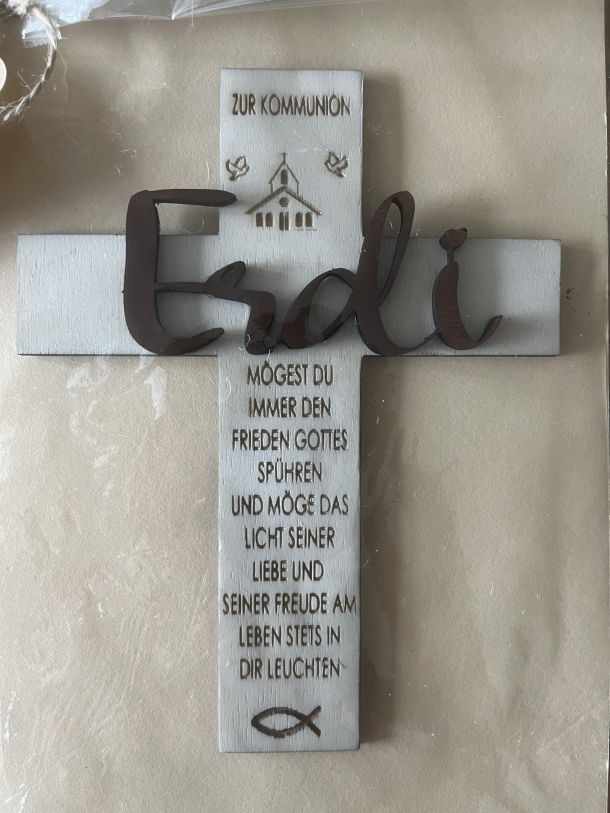 ZUR KOMMUNION
Erdi
MÖGEST DU
IMMER DEN
FRIEDEN GOTTES
SPÜHREN
UND MÖGE DAS
LICHT SEINER
LIEBE UND
SEINER FREUDE AM
LEBEN STETS IN
DIR LEUCHTEN